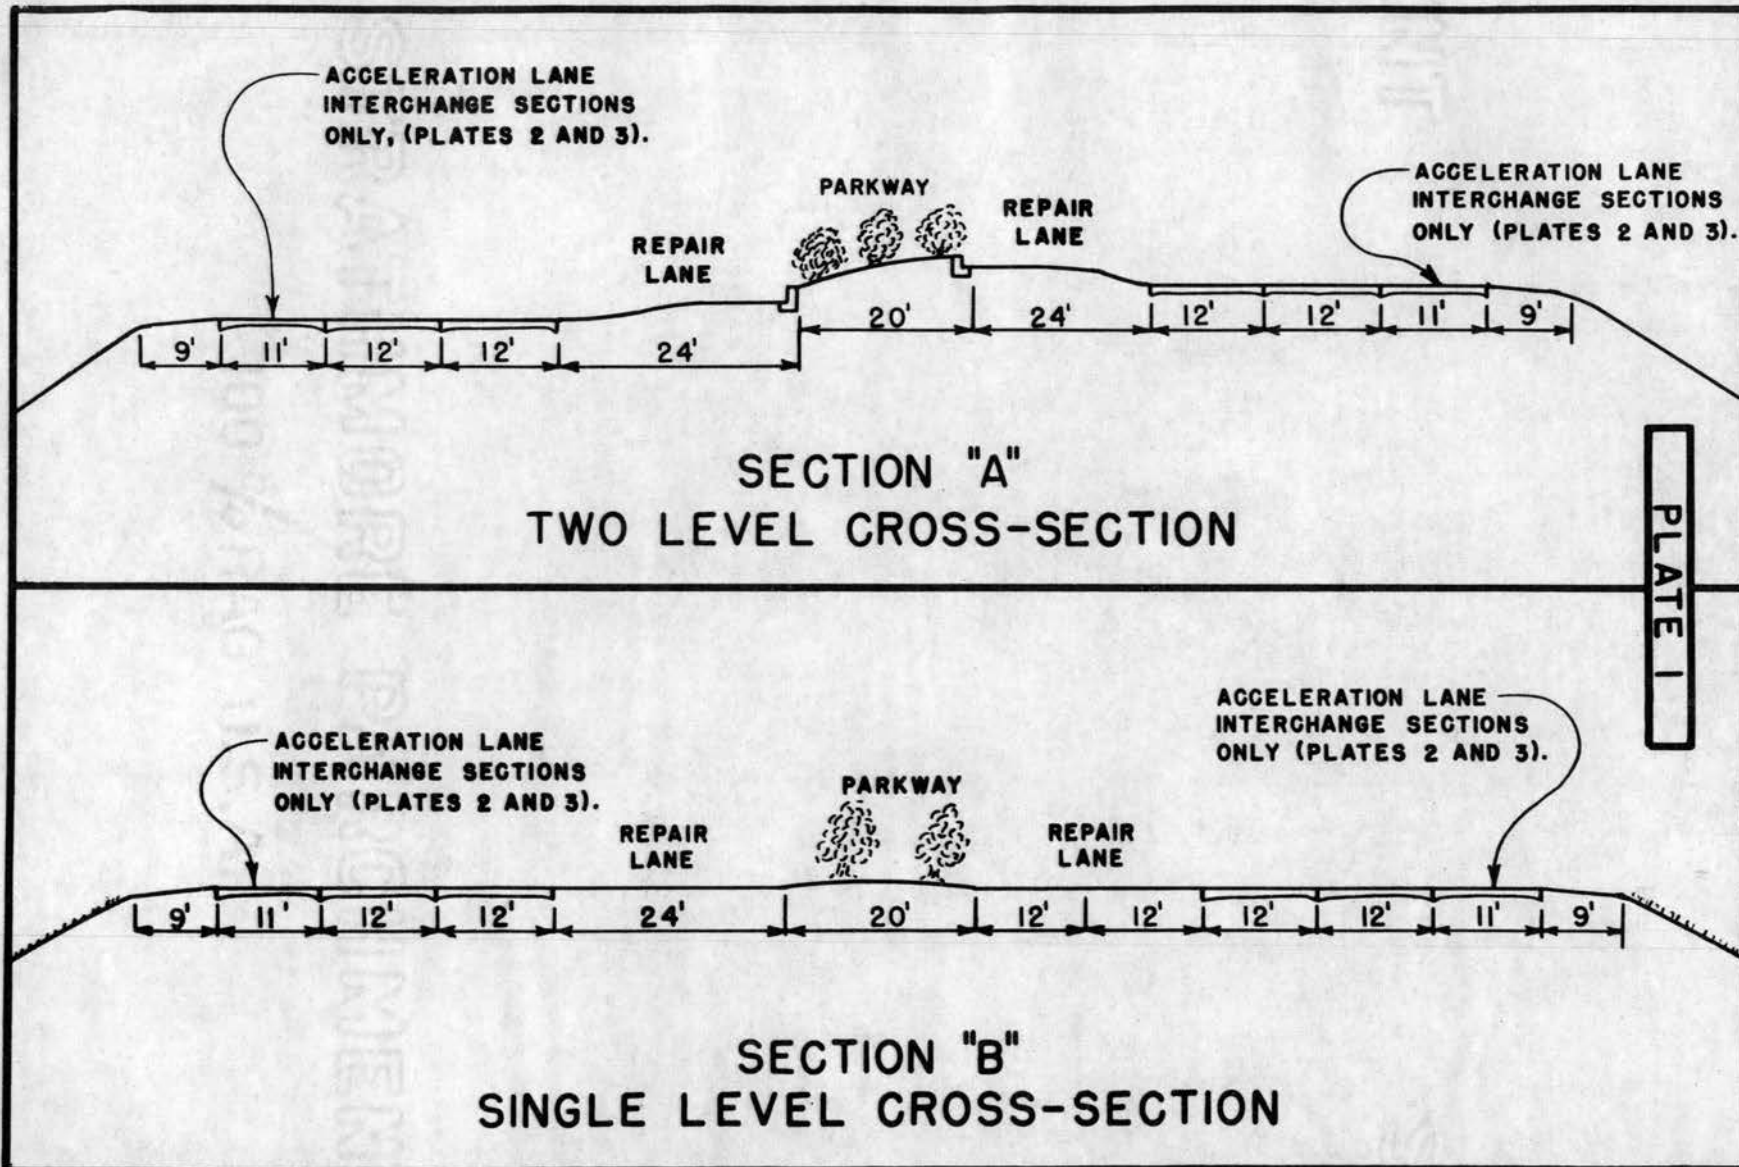 ACCELERATION LANE
INTERCHANGE SECTIONS
ONLY, (PLATES 2 AND 3).
REPAIR
LANE
PARKWAY
REPAIR
LANE
ACCELERATION LANE
INTERCHANGE SECTIONS
ONLY (PLATES 2 AND 3).
9' 11' 12' 12' 24' 20' 24' 12' 12' 11' 9'
SECTION "A"
TWO LEVEL CROSS-SECTION
PLATE I
ACCELERATION LANE
INTERCHANGE SECTIONS
ONLY (PLATES 2 AND 3).
REPAIR
LANE
PARKWAY
REPAIR
LANE
ACCELERATION LANE
INTERCHANGE SECTIONS
ONLY (PLATES 2 AND 3).
9' 11' 12' 12' 24' 20' 12' 12' 12' 12' 11' 9'
SECTION "B"
SINGLE LEVEL CROSS-SECTION